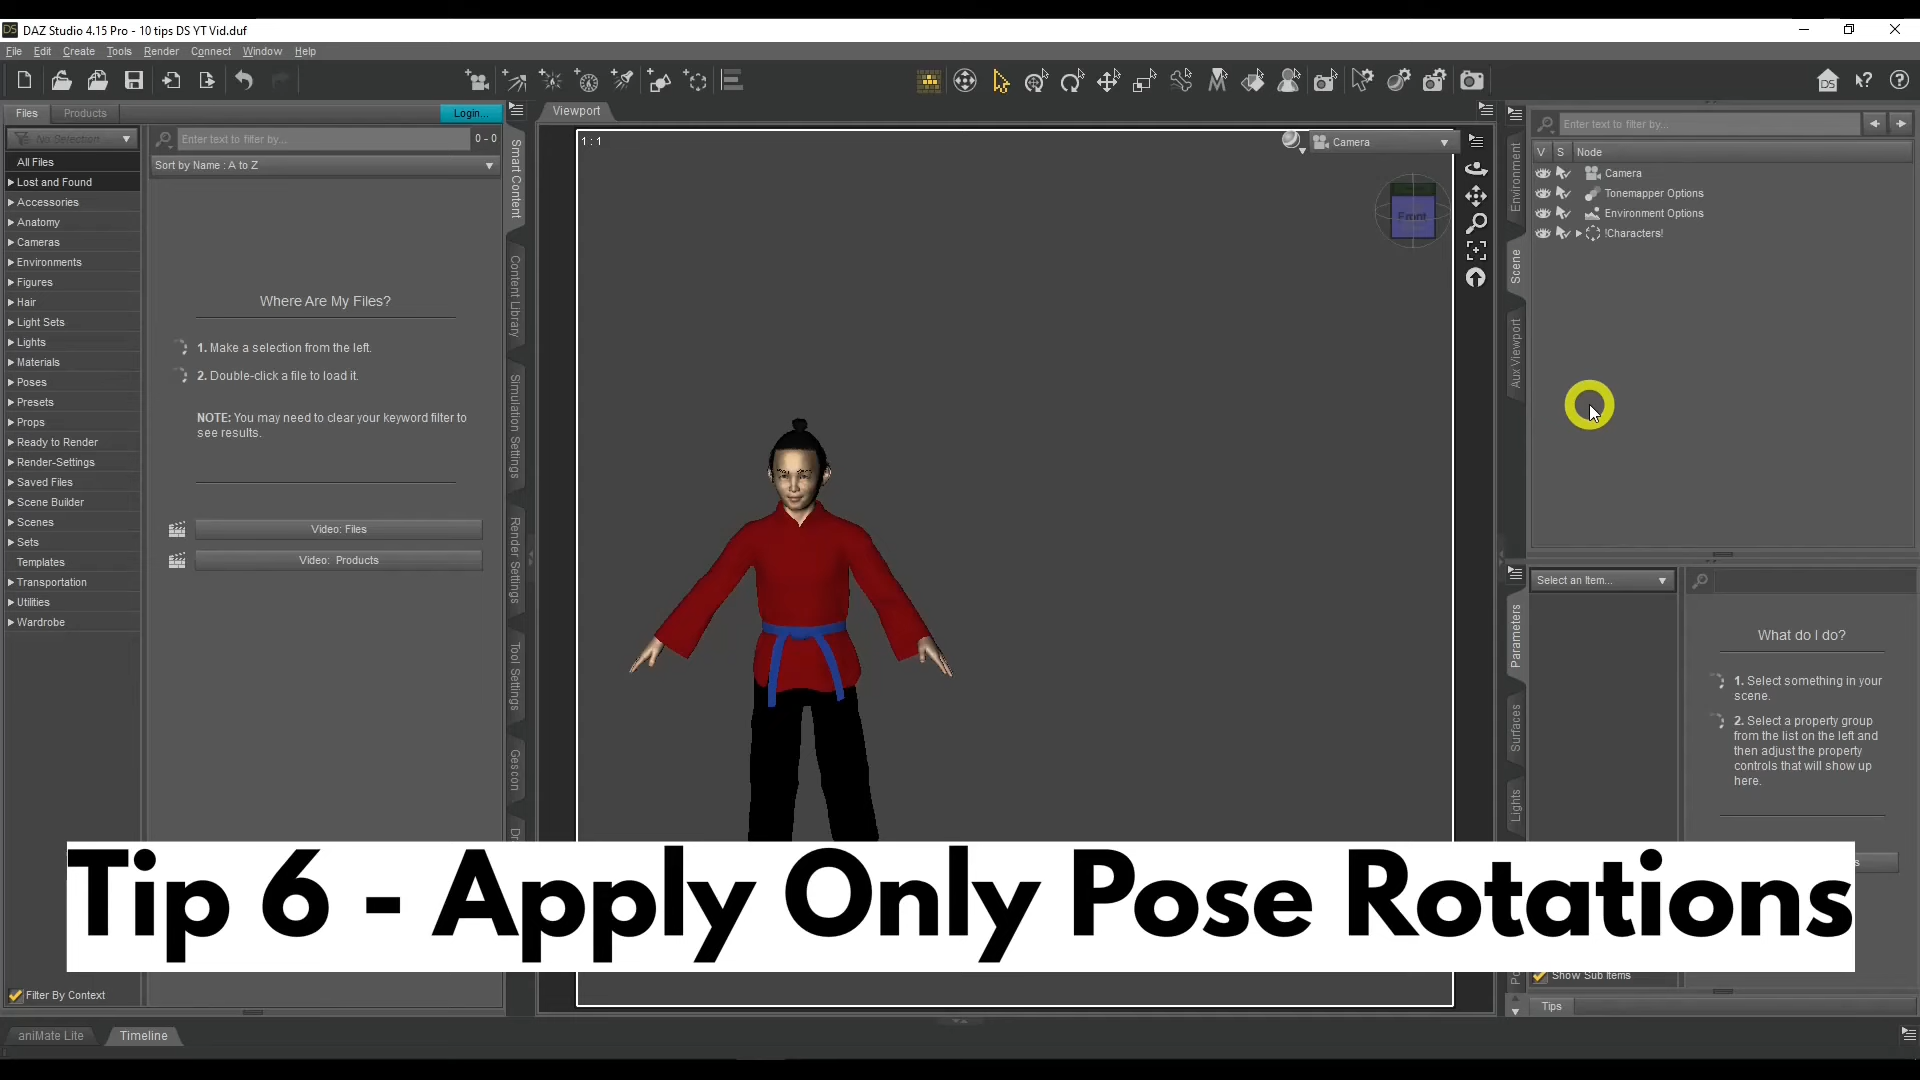 DAZ Studio 4.15 Pro - 10 tips DS YT Vid.duf
File Edit Create Tools Render Connect Window Help
Files Products Login...
No Selection
Enter text to filter by... 0 - 0
Sort by Name : A to Z
All Files
Lost and Found
Accessories
Anatomy
Cameras
Environments
Figures
Hair
Light Sets
Lights
Materials
Poses
Presets
Props
Ready to Render
Render-Settings
Saved Files
Scene Builder
Scenes
Sets
Templates
Transportation
Utilities
Wardrobe
Filter By Context
Where Are My Files?
1. Make a selection from the left.
2. Double-click a file to load it.
NOTE: You may need to clear your keyword filter to
see results.
Video: Files
Video: Products
Smart Content
Content Library
Simulation Settings
Render Settings
Tool Settings
Gescon
Viewport
1 : 1
Camera
Front
Environment
Scene
Aux Viewport
Enter text to filter by...
V S Node
Camera
Tonemapper Options
Environment Options
!Characters!
Parameters
Surfaces
Lights
Select an Item...
What do I do?
1. Select something in your
scene.
2. Select a property group
from the list on the left and
then adjust the property
controls that will show up
here.
Tip 6 - Apply Only Pose Rotations
Show Sub Items
Tips
aniMate Lite Timeline